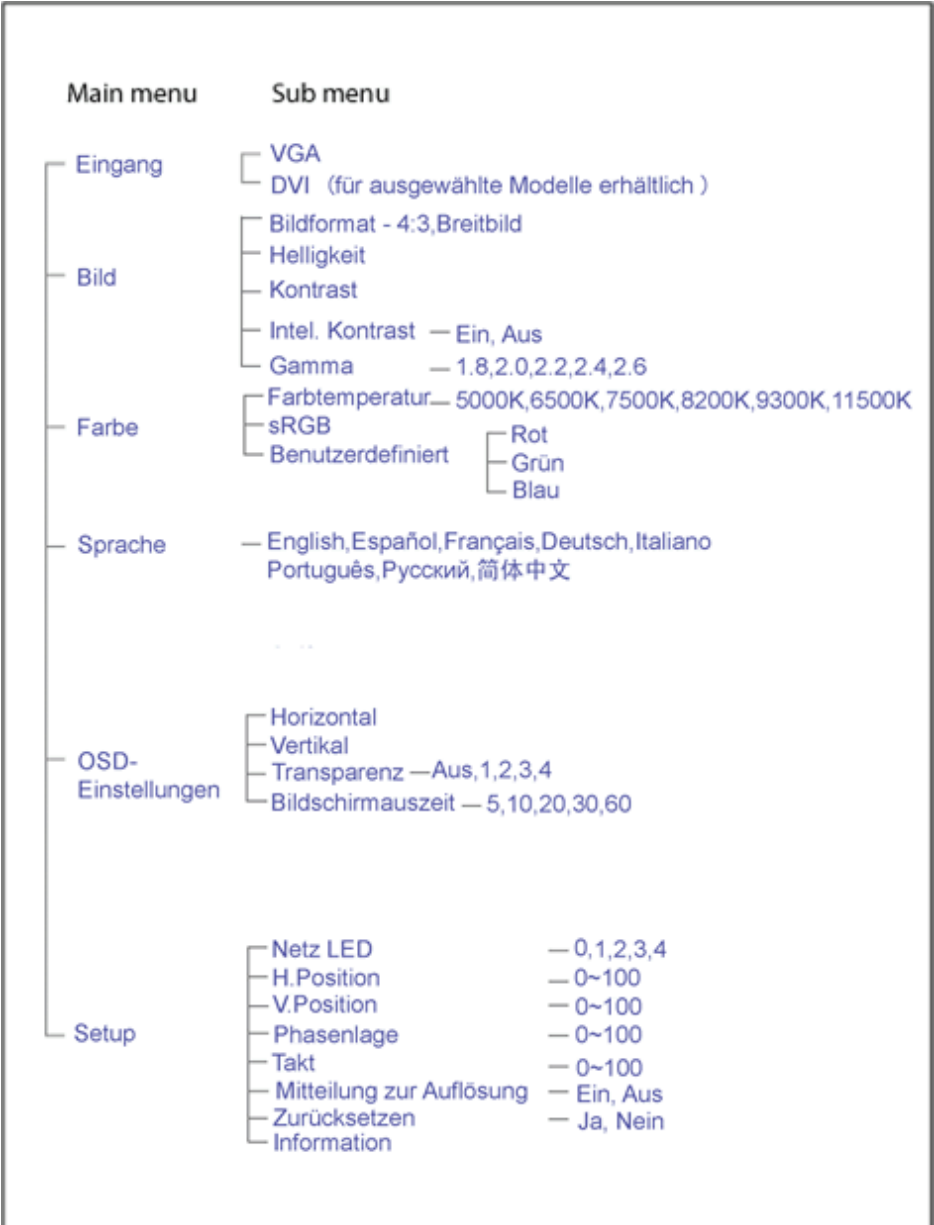 Main menu Sub menu
Eingang
VGA
DVI (für ausgewählte Modelle erhältlich )
Bild
Bildformat - 4:3,Breitbild
Helligkeit
Kontrast
Intel. Kontrast — Ein, Aus
Gamma — 1.8,2.0,2.2,2.4,2.6
Farbe
Farbtemperatur — 5000K,6500K,7500K,8200K,9300K,11500K
sRGB
Benutzerdefiniert
Rot
Grün
Blau
Sprache — English,Español,Français,Deutsch,Italiano
Português,Русский,简体中文
OSD-
Einstellungen
Horizontal
Vertikal
Transparenz — Aus,1,2,3,4
Bildschirmauszeit — 5,10,20,30,60
Setup
Netz LED — 0,1,2,3,4
H.Position — 0~100
V.Position — 0~100
Phasenlage — 0~100
Takt — 0~100
Mitteilung zur Auflösung — Ein, Aus
Zurücksetzen — Ja, Nein
Information